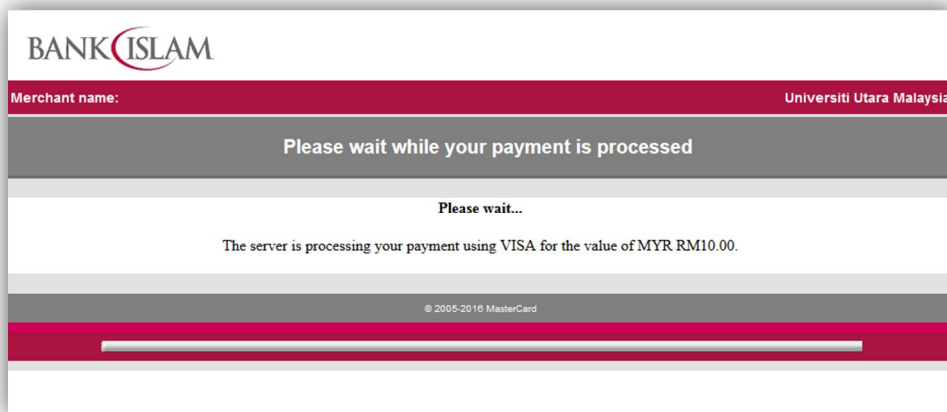 BANK ISLAM
Merchant name: Universiti Utara Malaysia
Please wait while your payment is processed
Please wait...
The server is processing your payment using VISA for the value of MYR RM10.00.
© 2005-2016 MasterCard